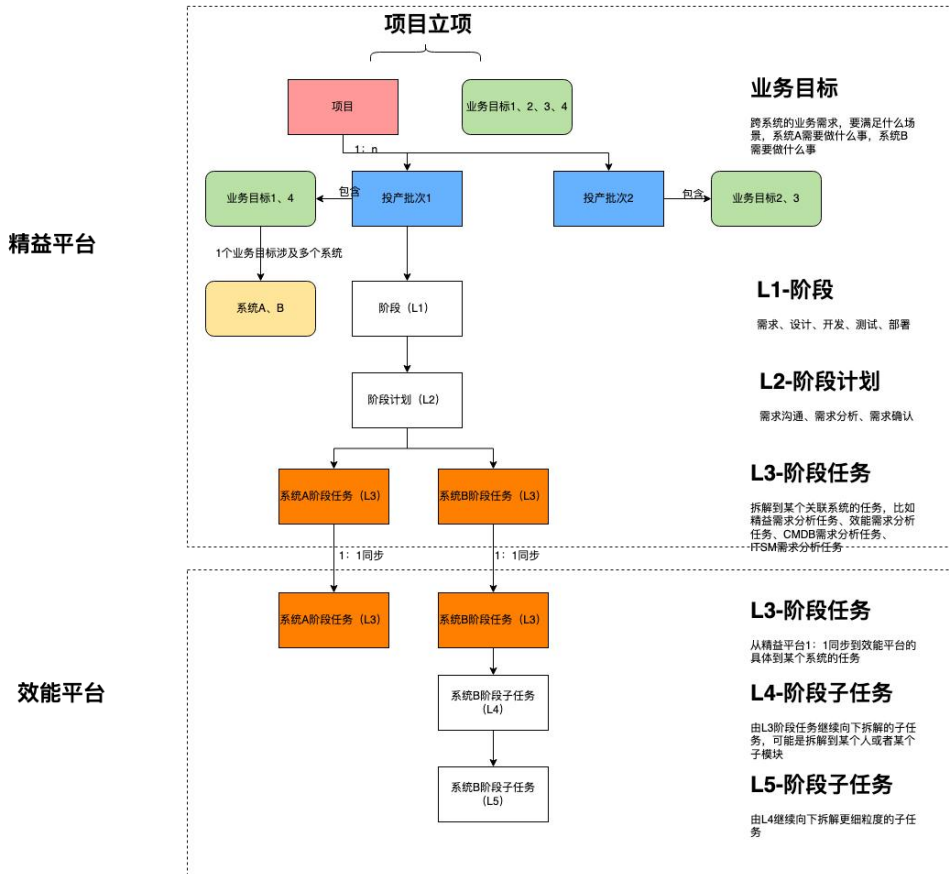 项目立项
项目
业务目标1、2、3、4
业务目标
跨系统的业务需求，要满足什么场
景，系统A需要做什么事，系统B
需要做什么事
1：n
业务目标1、4
包含
投产批次1
投产批次2
包含
业务目标2、3
精益平台
1个业务目标涉及多个系统
系统A、B
阶段（L1）
L1-阶段
需求、设计、开发、测试、部署
阶段计划（L2）
L2-阶段计划
需求沟通、需求分析、需求确认
系统A阶段任务（L3）
系统B阶段任务（L3）
L3-阶段任务
拆解到某个关联系统的任务，比如
精益需求分析任务、效能需求分析
任务、CMDB需求分析任务、
ITSM需求分析任务
1：1同步
1：1同步
系统A阶段任务（L3）
系统B阶段任务（L3）
L3-阶段任务
从精益平台1：1同步到效能平台的
具体到某个系统的任务
效能平台
系统B阶段子任务
（L4）
L4-阶段子任务
由L3阶段任务继续向下拆解的子任
务，可能是拆解到某个人或者某个
子模块
系统B阶段子任务
（L5）
L5-阶段子任务
由L4继续向下拆解更细粒度的子任
务